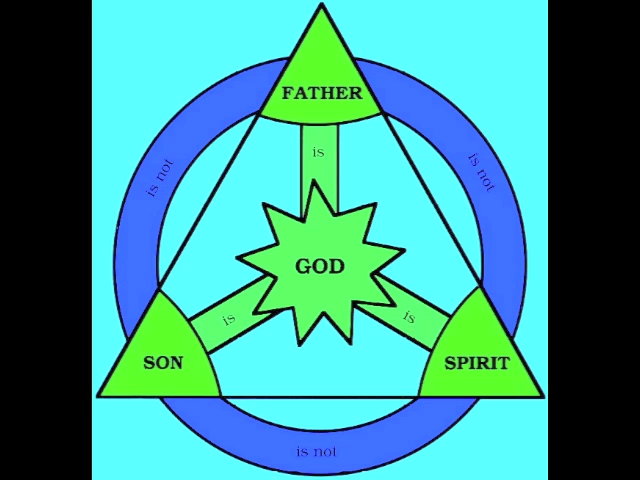 FATHER
is
is not
is not
GOD
is
is
SON
SPIRIT
is not